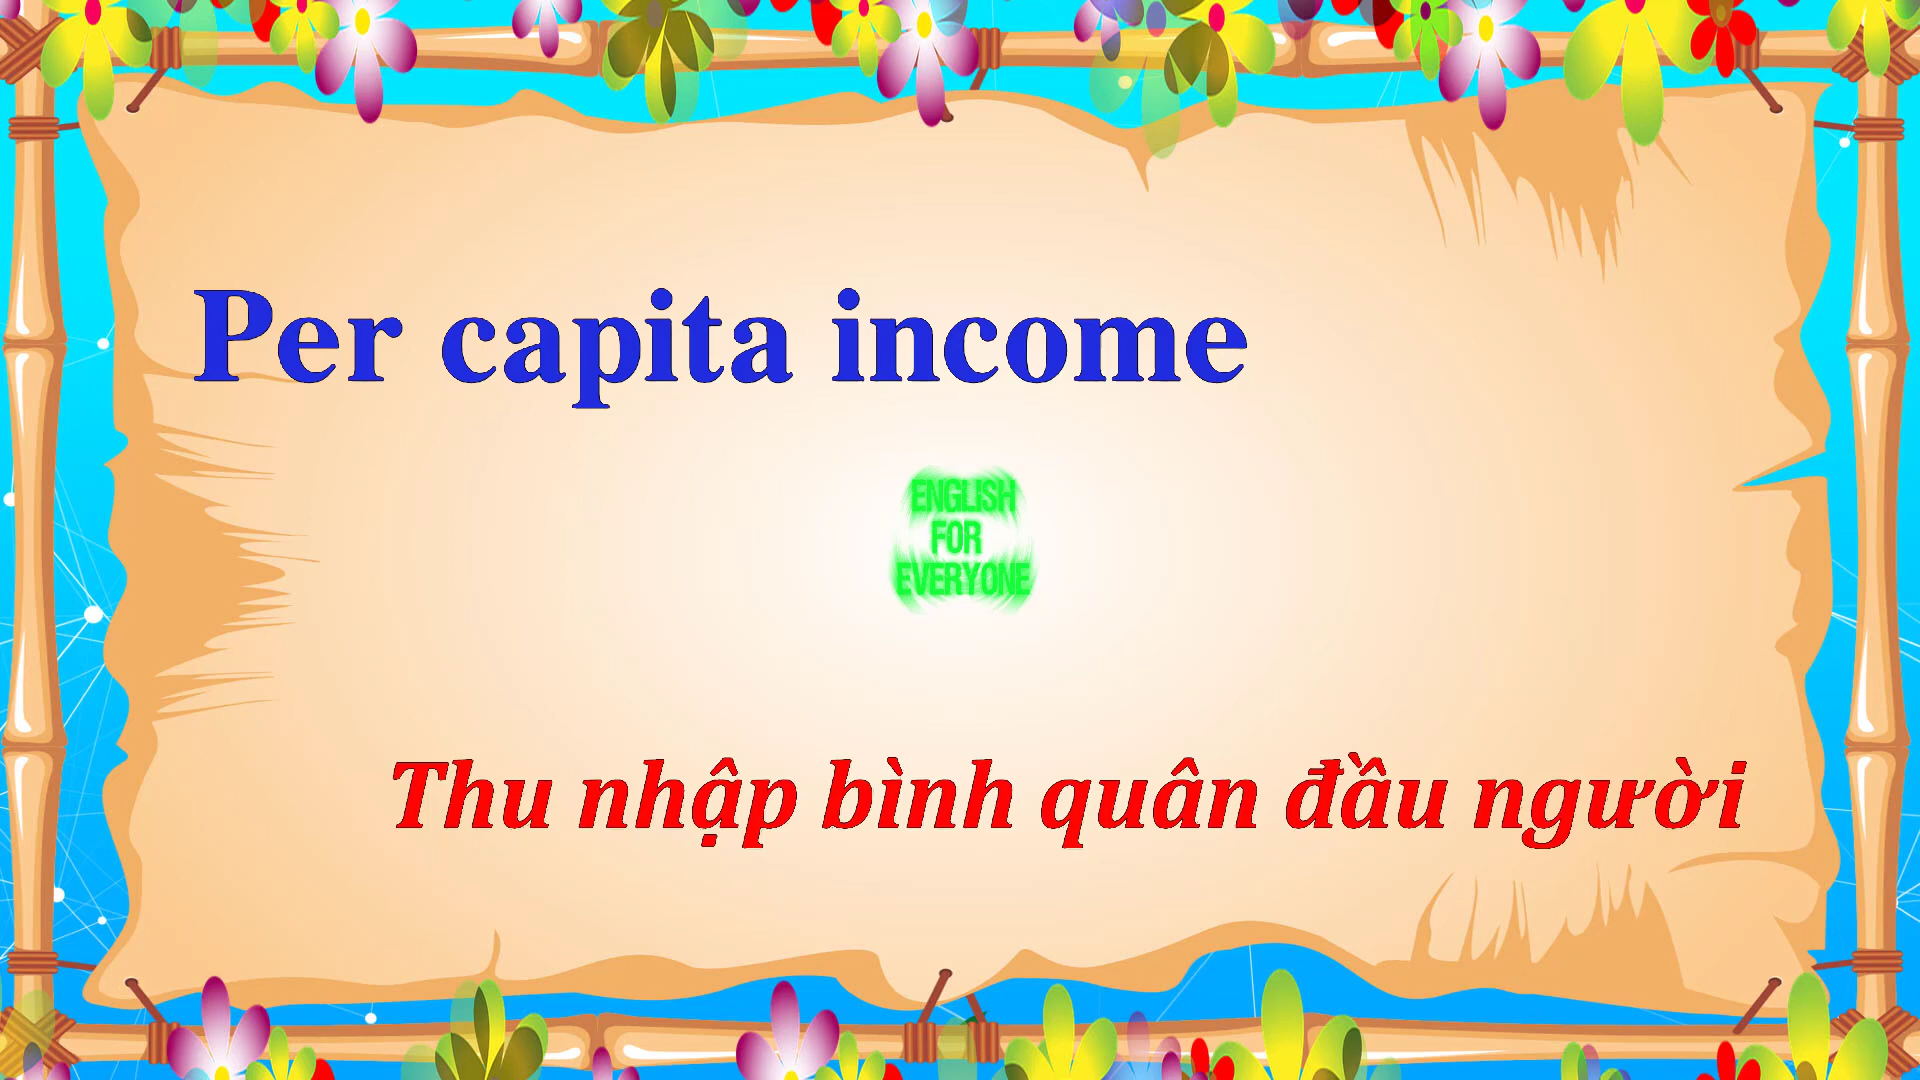 Per capita income
ENGLISH
FOR
EVERYONE
Thu nhập bình quân đầu người